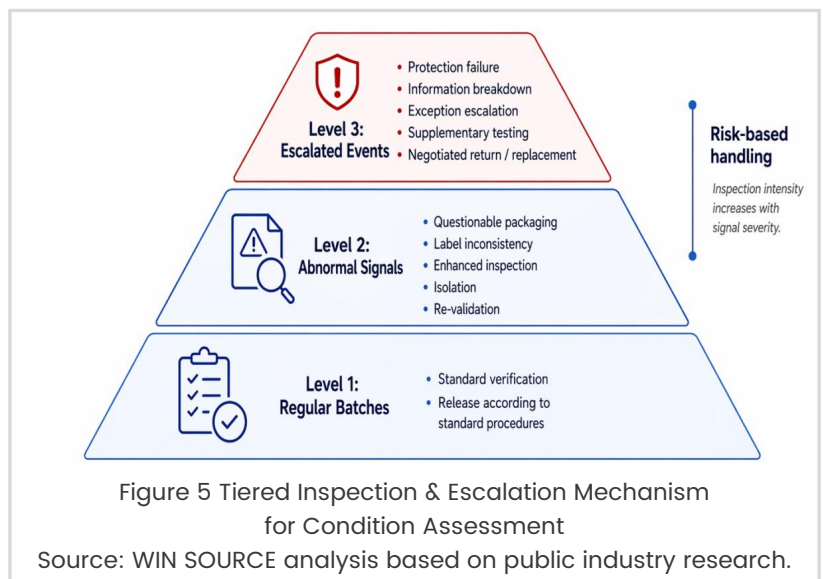 Level 3:
Escalated Events
• Protection failure
• Information breakdown
• Exception escalation
• Supplementary testing
• Negotiated return / replacement
Risk-based
handling
Inspection intensity
increases with
signal severity.
Level 2:
Abnormal Signals
• Questionable packaging
• Label inconsistency
• Enhanced inspection
• Isolation
• Re-validation
Level 1:
Regular Batches
• Standard verification
• Release according to
standard procedures
Figure 5 Tiered Inspection & Escalation Mechanism
for Condition Assessment
Source: WIN SOURCE analysis based on public industry research.